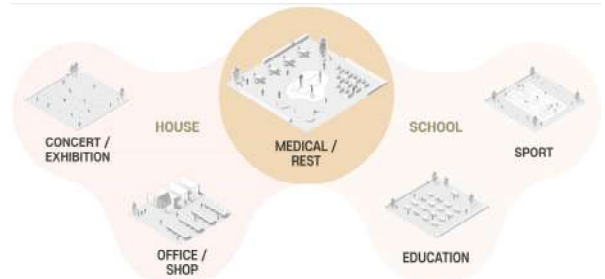 CONCERT /
EXHIBITION
HOUSE
MEDICAL /
REST
SCHOOL
SPORT
OFFICE /
SHOP
EDUCATION